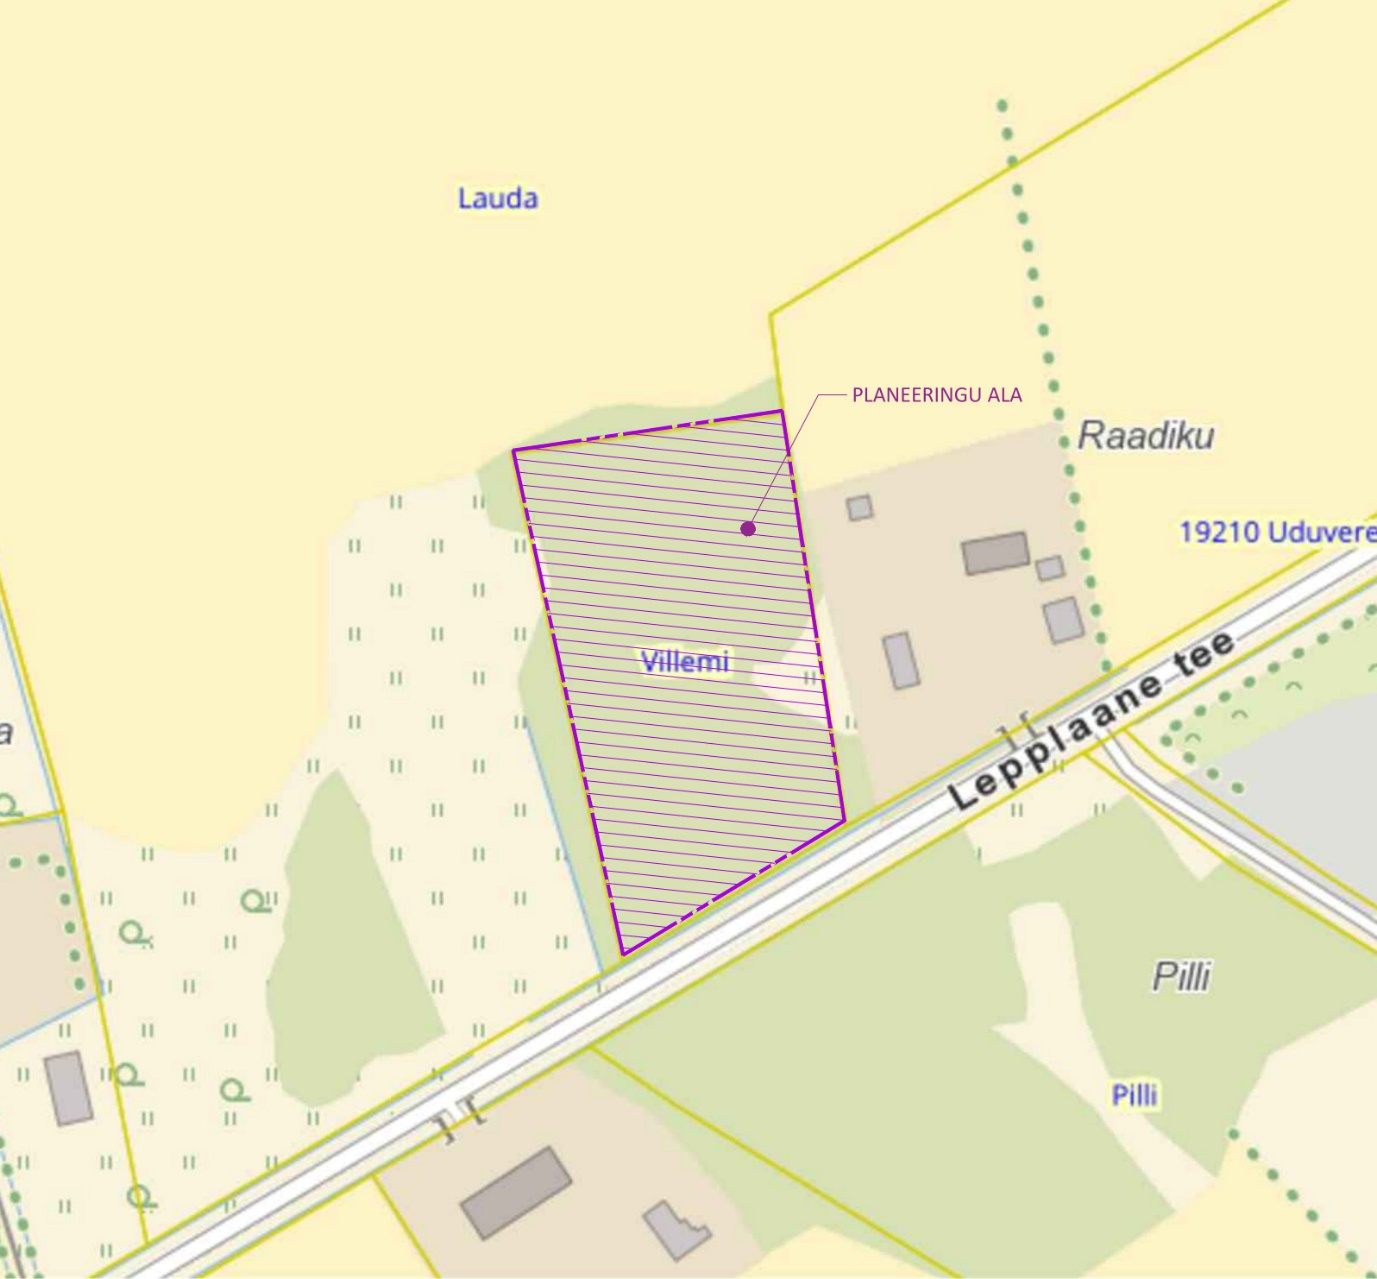 Lauda
PLANEERINGU ALA
Raadiku
19210 Uduvere
Villemi
Lepplaane tee
a
Pilli
Pilli